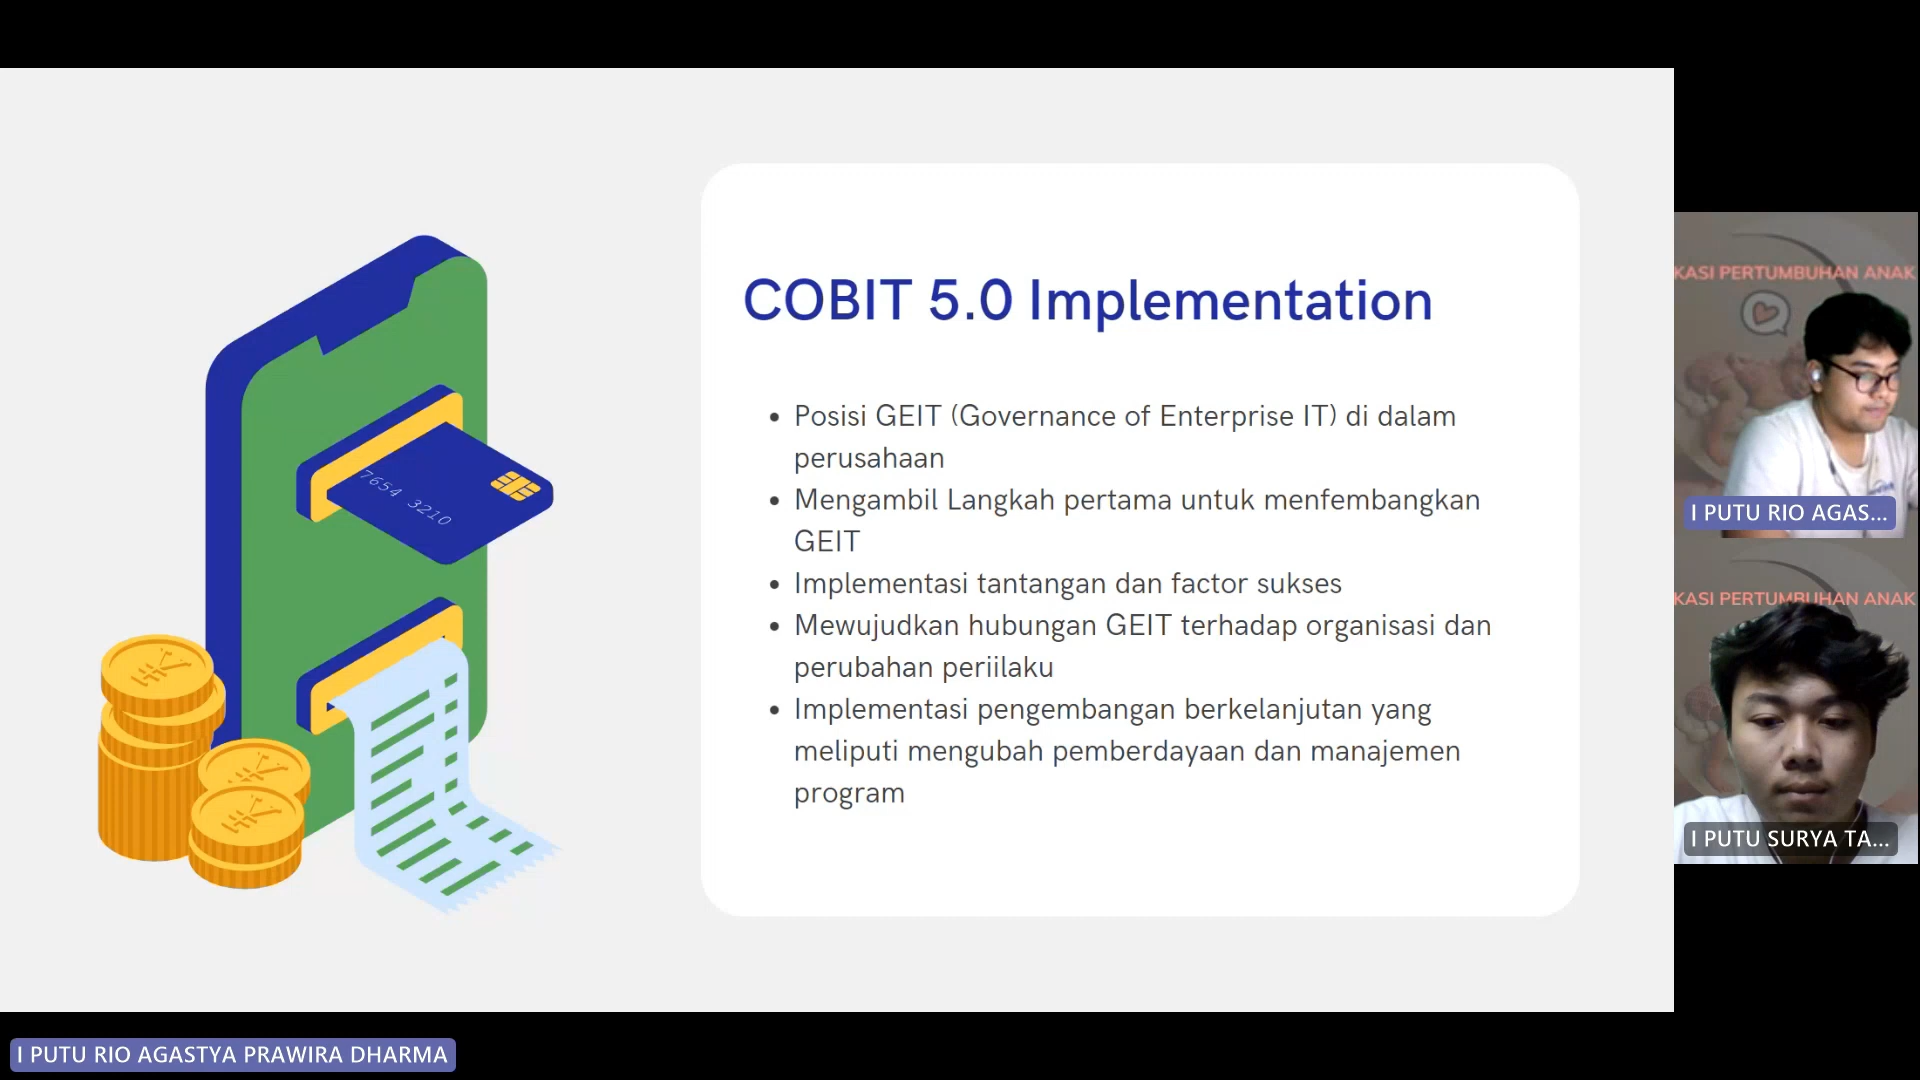 COBIT 5.0 Implementation
• Posisi GEIT (Governance of Enterprise IT) di dalam
perusahaan
• Mengambil Langkah pertama untuk menfembangkan
GEIT
• Implementasi tantangan dan factor sukses
• Mewujudkan hubungan GEIT terhadap organisasi dan
perubahan periilaku
• Implementasi pengembangan berkelanjutan yang
meliputi mengubah pemberdayaan dan manajemen
program
7654 3210
KASI PERTUMBUHAN ANAK
I PUTU RIO AGAS...
KASI PERTUMBUHAN ANAK
I PUTU SURYA TA...
I PUTU RIO AGASTYA PRAWIRA DHARMA